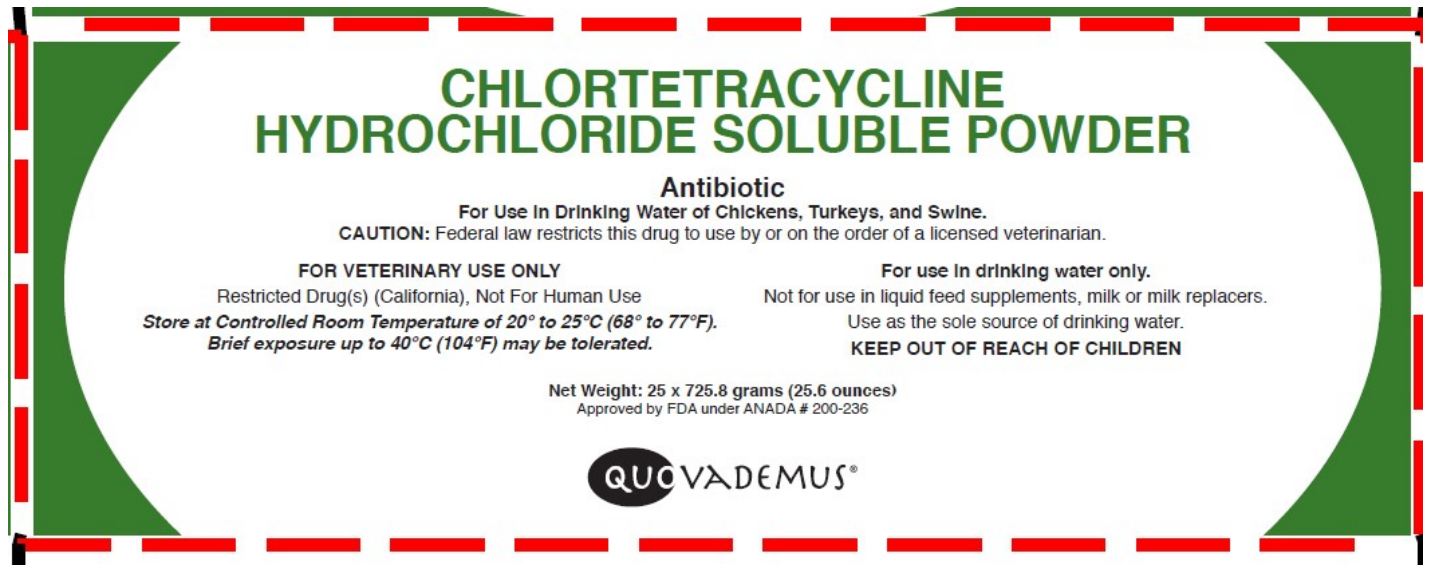 CHLORTETRACYCLINE
HYDROCHLORIDE SOLUBLE POWDER
Antibiotic
For Use in Drinking Water of Chickens, Turkeys, and Swine.
CAUTION: Federal law restricts this drug to use by or on the order of a licensed veterinarian.
FOR VETERINARY USE ONLY
Restricted Drug(s) (California), Not For Human Use
Store at Controlled Room Temperature of 20° to 25°C (68° to 77°F).
Brief exposure up to 40°C (104°F) may be tolerated.
For use in drinking water only.
Not for use in liquid feed supplements, milk or milk replacers.
Use as the sole source of drinking water.
KEEP OUT OF REACH OF CHILDREN
Net Weight: 25 x 725.8 grams (25.6 ounces)
Approved by FDA under ANADA # 200-236
QUOVADEMUS®